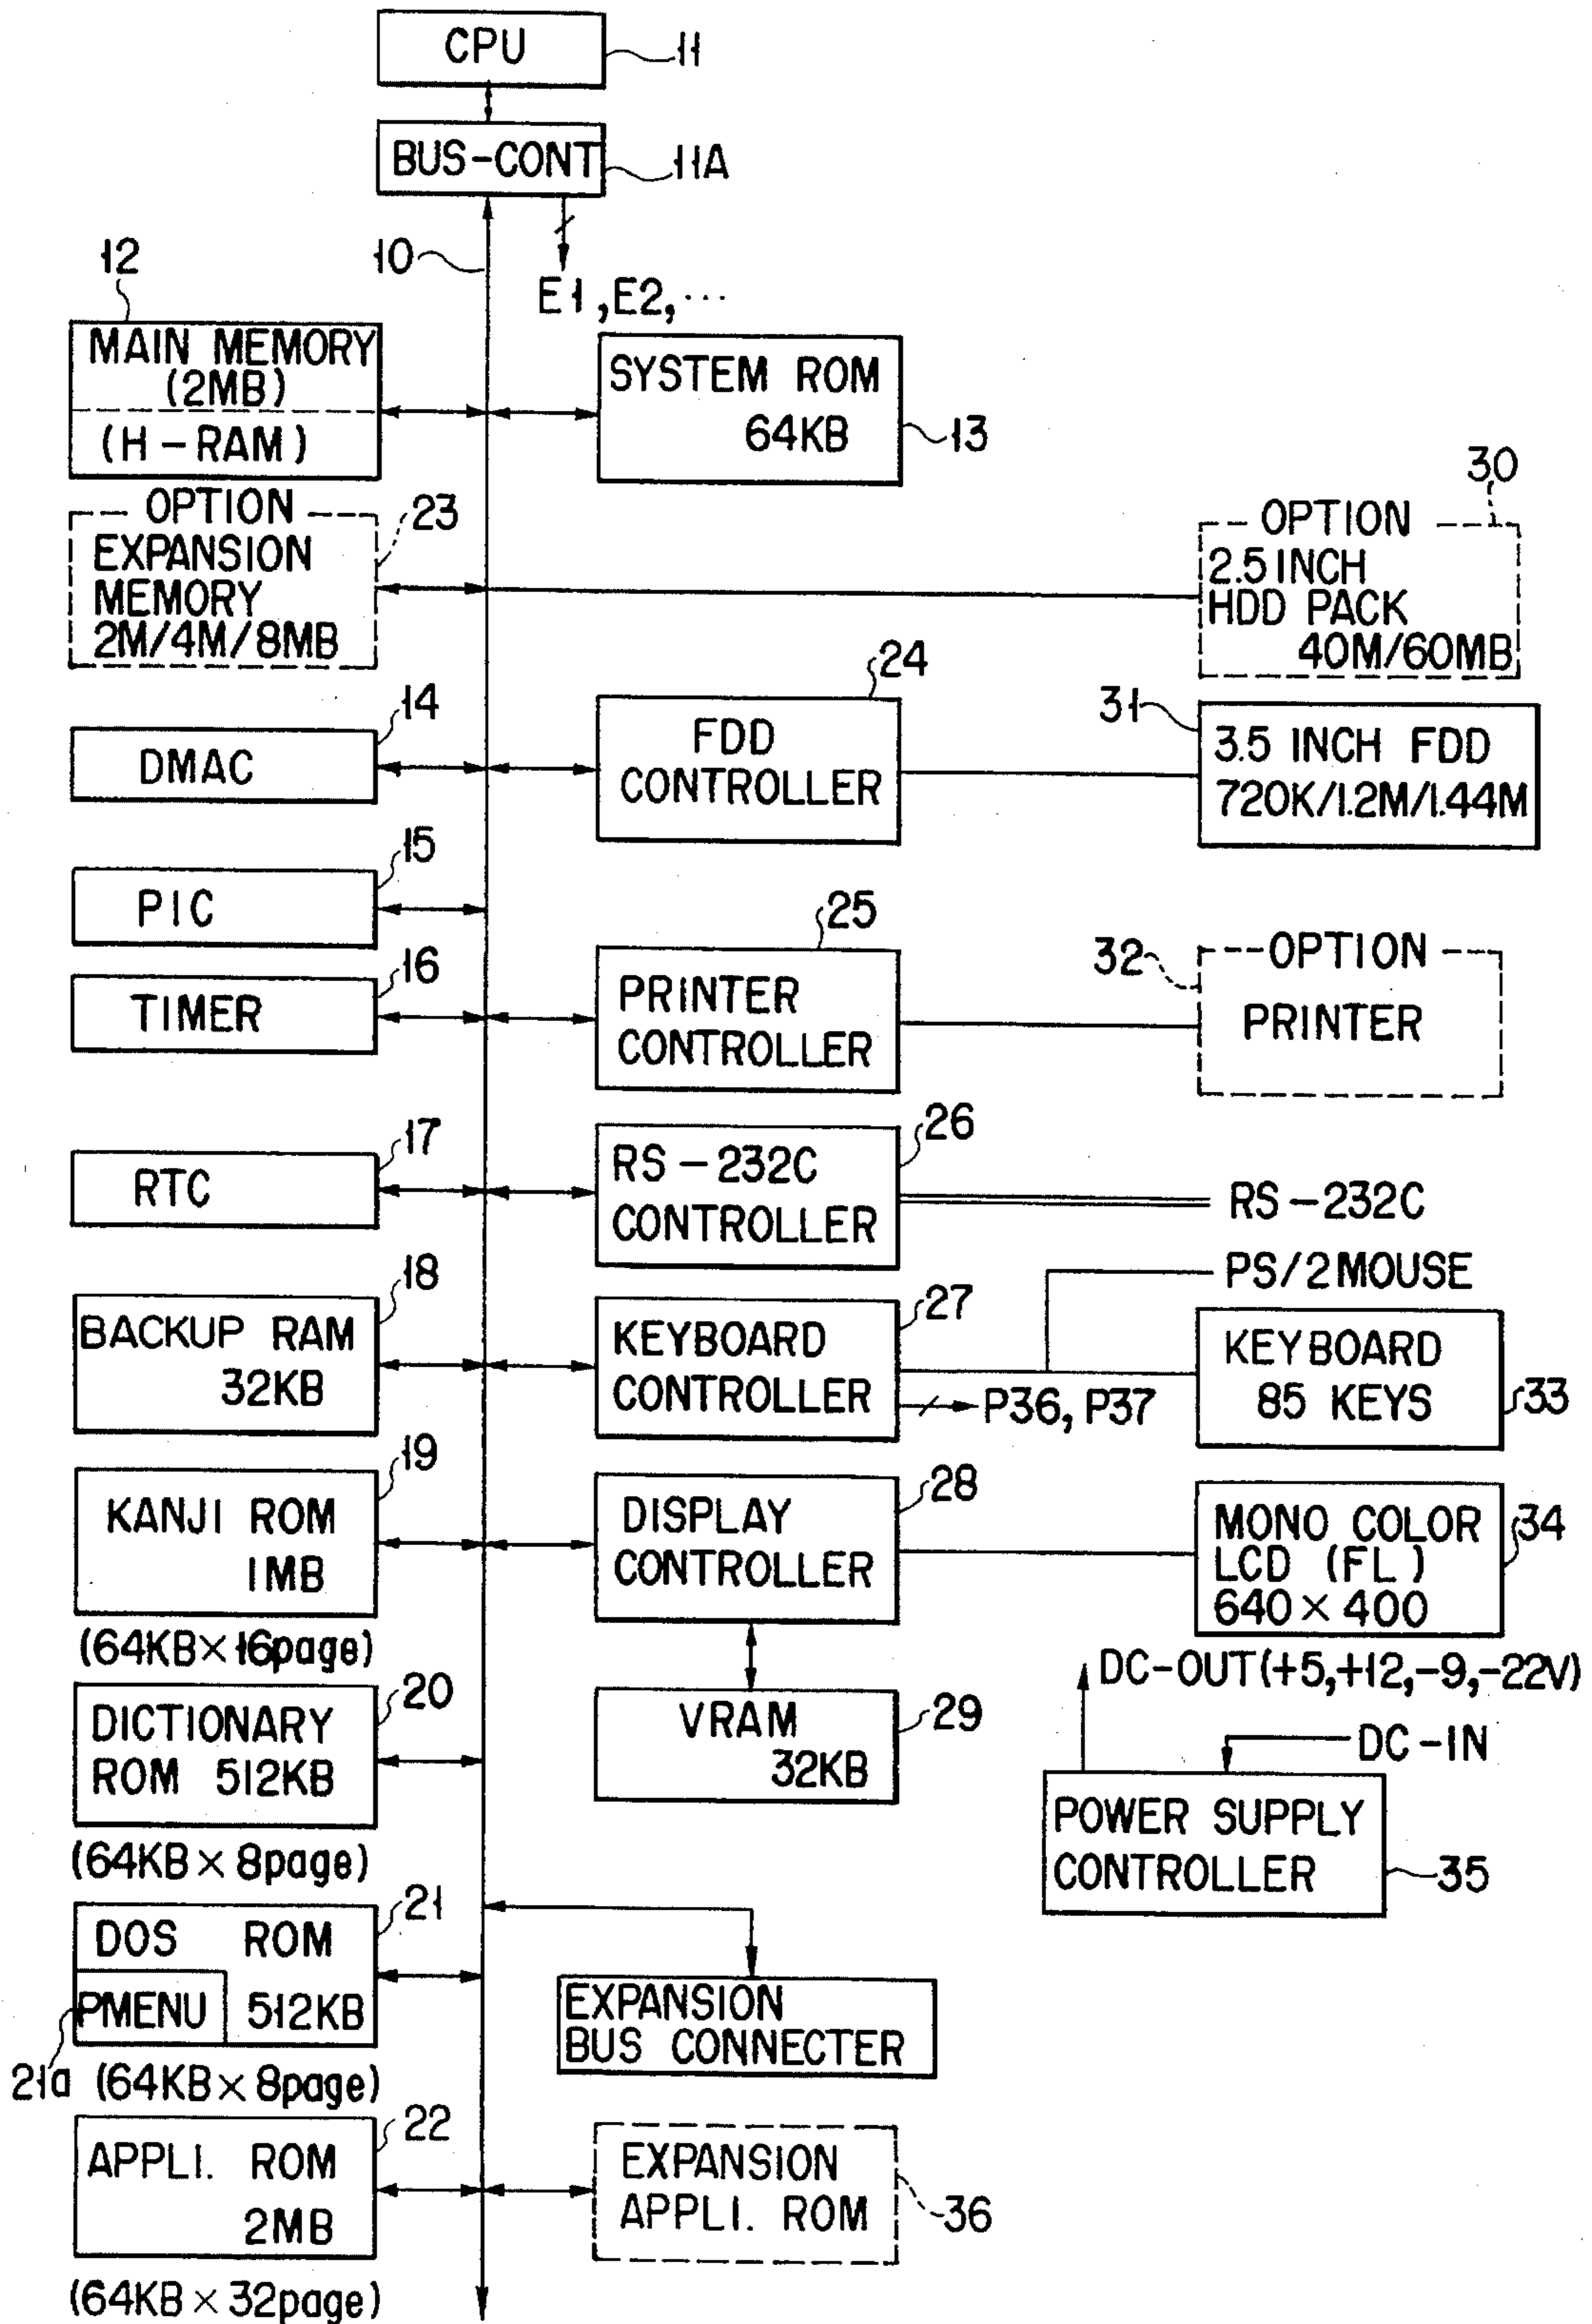 CPU
11
BUS-CONT
11A
10
E1, E2, ...
12
MAIN MEMORY
(2MB)
(H-RAM)
SYSTEM ROM
64KB
13
OPTION
23
EXPANSION
MEMORY
2M/4M/8MB
30
OPTION
2.5 INCH
HDD PACK
40M/60MB
14
DMAC
24
FDD
CONTROLLER
31
3.5 INCH FDD
720K/1.2M/1.44M
15
PIC
16
TIMER
25
PRINTER
CONTROLLER
32
OPTION
PRINTER
17
RTC
26
RS-232C
CONTROLLER
RS-232C
PS/2 MOUSE
18
BACKUP RAM
32KB
27
KEYBOARD
CONTROLLER
P36, P37
KEYBOARD
85 KEYS
33
19
KANJI ROM
1MB
(64KB×16page)
28
DISPLAY
CONTROLLER
MONO COLOR
LCD (FL)
640×400
34
20
DICTIONARY
ROM 512KB
(64KB×8page)
VRAM
32KB
29
DC-OUT(+5,+12,-9,-22V)
DC-IN
POWER SUPPLY
CONTROLLER
35
21
DOS ROM
PMENU
512KB
21a
(64KB×8page)
EXPANSION
BUS CONNECTER
22
APPLI. ROM
2MB
(64KB×32page)
EXPANSION
APPLI. ROM
36